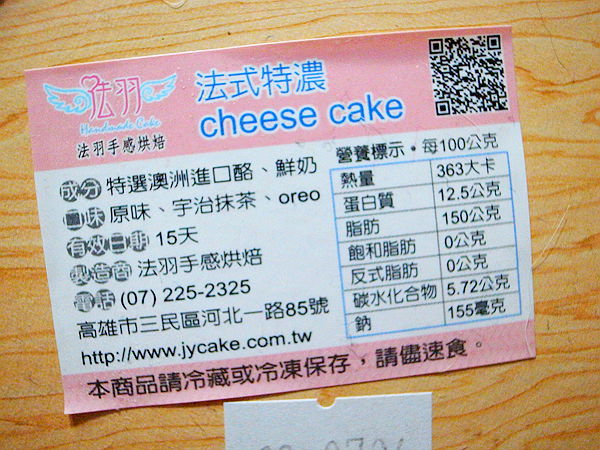 法羽
Handmade Cake
法羽手感烘焙
法式特濃
cheese cake
成分 特選澳洲進口酪、鮮奶
口味 原味、宇治抹茶、oreo
有效日期 15天
製造商 法羽手感烘焙
電話 (07) 225-2325
高雄市三民區河北一路85號
http://www.jycake.com.tw
營養標示・每100公克
熱量 363大卡
蛋白質 12.5公克
脂肪 150公克
飽和脂肪 0公克
反式脂肪 0公克
碳水化合物 5.72公克
鈉 155毫克
本商品請冷藏或冷凍保存，請儘速食。